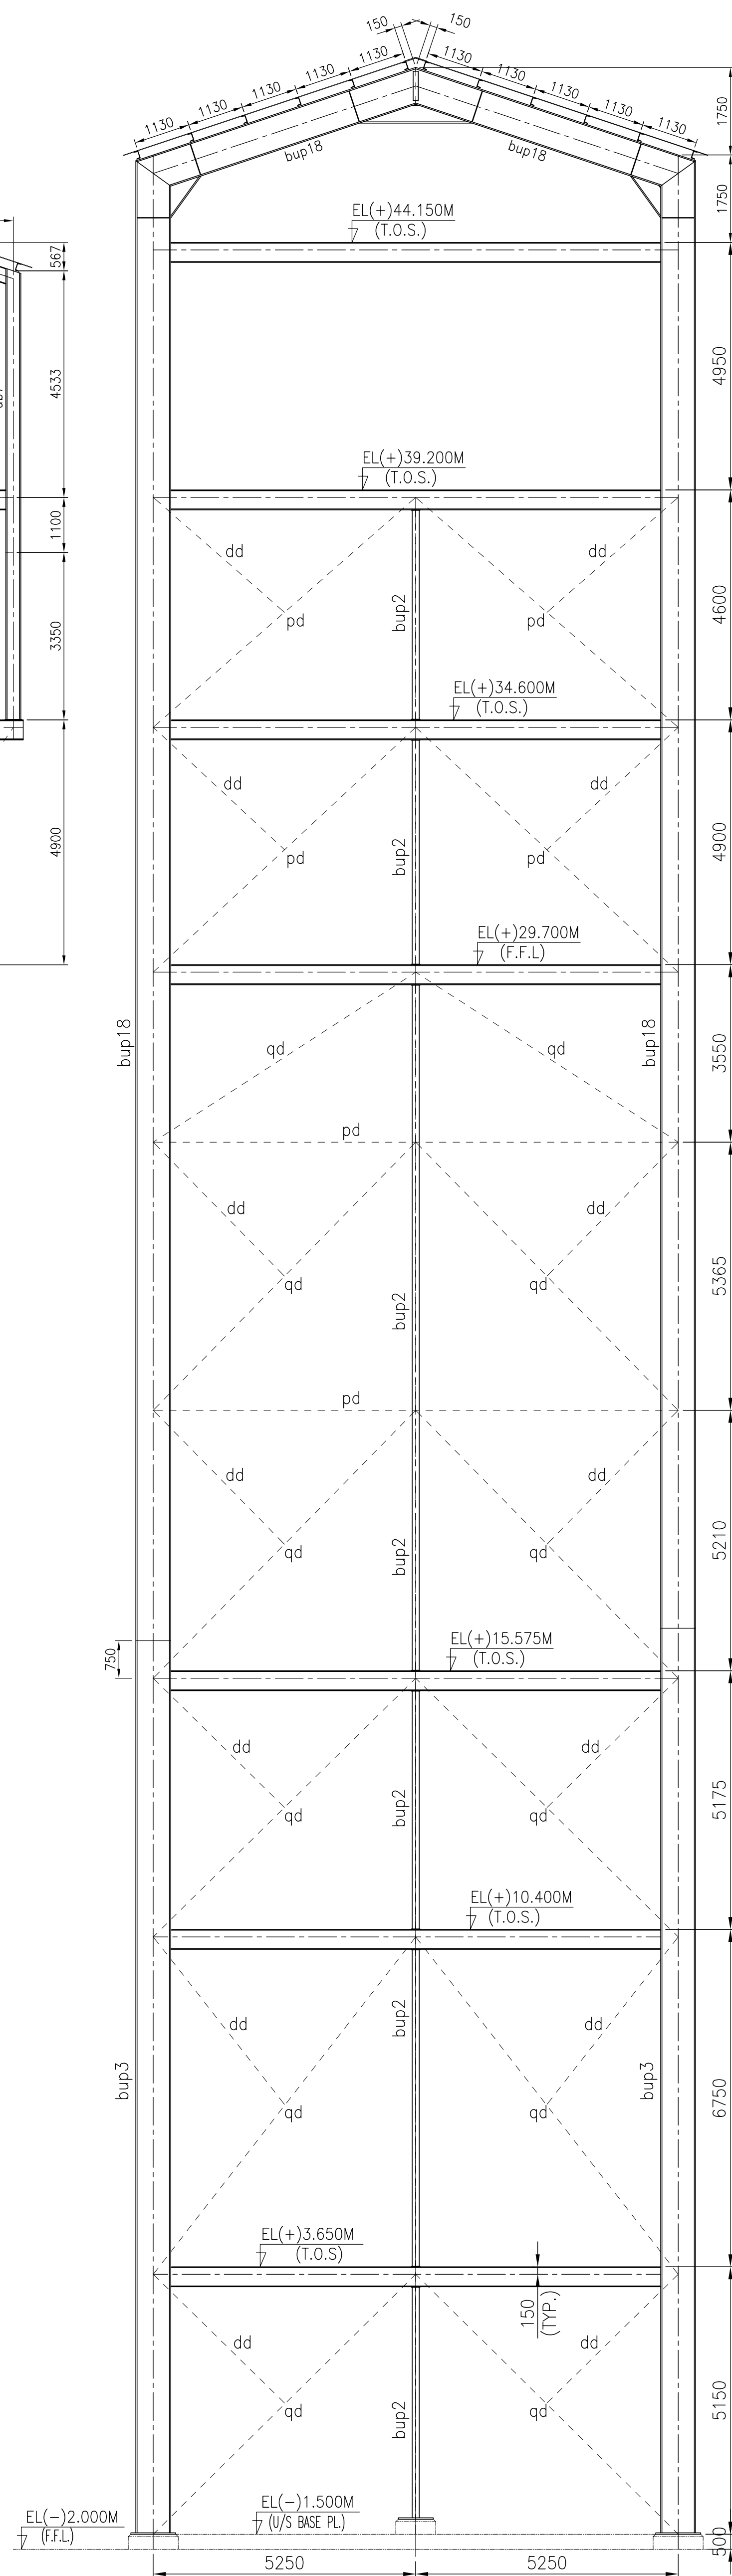 150
150
1130
1130
1130
1130
1130
1130
1130
1130
1130
1130
1750
1750
bup18
bup18
EL(+)44.150M
(T.O.S.)
567
4533
4950
EL(+)39.200M
(T.O.S.)
1100
dd
dd
pd
pd
bup2
3350
4600
EL(+)34.600M
(T.O.S.)
dd
dd
pd
pd
bup2
4900
4900
EL(+)29.700M
(F.F.L)
bup18
bup18
qd
qd
3550
pd
dd
dd
qd
qd
bup2
5365
pd
dd
dd
qd
qd
bup2
5210
750
EL(+)15.575M
(T.O.S.)
dd
dd
qd
qd
bup2
5175
EL(+)10.400M
(T.O.S.)
bup2
dd
dd
bup3
bup3
qd
qd
6750
EL(+)3.650M
(T.O.S)
150
(TYP.)
dd
dd
qd
qd
bup2
5150
EL(-)2.000M
(F.F.L.)
EL(-)1.500M
(U/S BASE PL.)
500
5250
5250